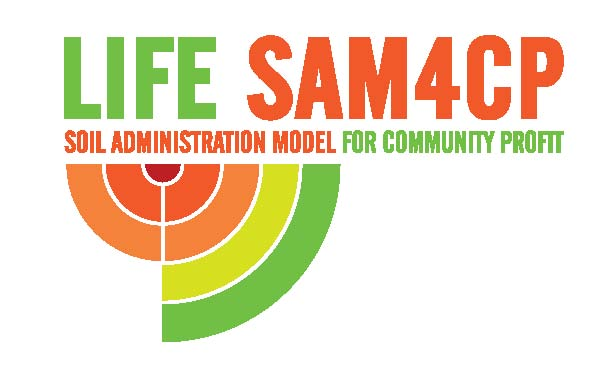 LIFE SAM4CP
SOIL ADMINISTRATION MODEL FOR COMMUNITY PROFIT